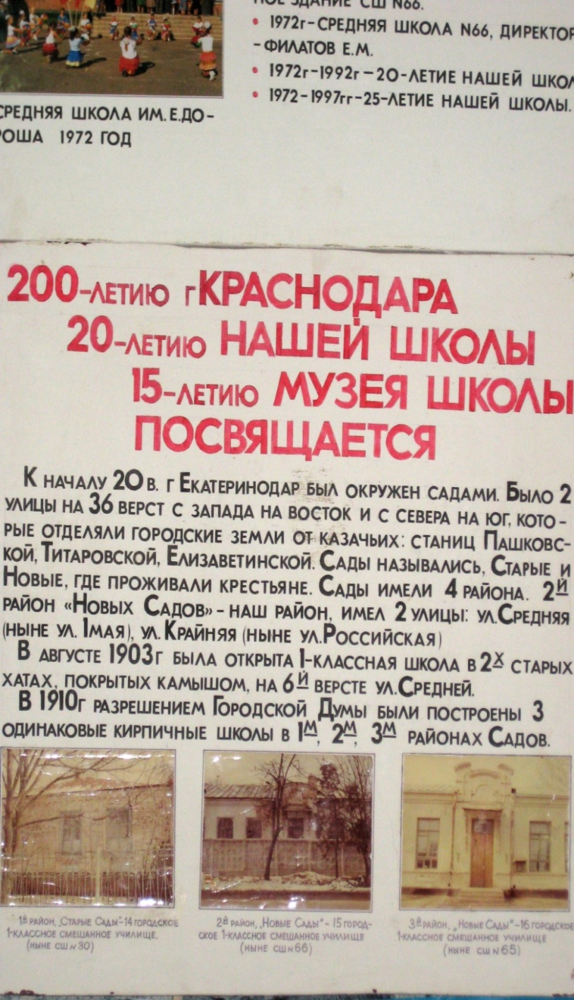 НОЕ ЗДАНИЕ СШ N66.
• 1972г-СРЕДНЯЯ ШКОЛА N66, ДИРЕКТОР
-ФИЛАТОВ Е.М.
• 1972г-1992г-20-ЛЕТИЕ НАШЕЙ ШКОЛ
• 1972-1997гг-25-ЛЕТИЕ НАШЕЙ ШКОЛЫ.
СРЕДНЯЯ ШКОЛА ИМ. Е.ДО-
РОША 1972 ГОД
200-ЛЕТИЮ гКРАСНОДАРА
20-ЛЕТИЮ НАШЕЙ ШКОЛЫ
15-ЛЕТИЮ МУЗЕЯ ШКОЛЫ
ПОСВЯЩАЕТСЯ
К НАЧАЛУ 20 В. г ЕКАТЕРИНОДАР БЫЛ ОКРУЖЕН САДАМИ. БЫЛО 2
УЛИЦЫ НА 36 ВЕРСТ С ЗАПАДА НА ВОСТОК И С СЕВЕРА НА ЮГ, КОТО-
РЫЕ ОТДЕЛЯЛИ ГОРОДСКИЕ ЗЕМЛИ ОТ КАЗАЧЬИХ: СТАНИЦ ПАШКОВС-
КОЙ, ТИТАРОВСКОЙ, ЕЛИЗАВЕТИНСКОЙ. САДЫ НАЗЫВАЛИСЬ, СТАРЫЕ И
НОВЫЕ, ГДЕ ПРОЖИВАЛИ КРЕСТЬЯНЕ. САДЫ ИМЕЛИ 4 РАЙОНА. 2Й
РАЙОН «НОВЫХ САДОВ» - НАШ РАЙОН, ИМЕЛ 2 УЛИЦЫ: УЛ.СРЕДНЯЯ
(НЫНЕ УЛ. 1МАЯ), УЛ.КРАЙНЯЯ (НЫНЕ УЛ.РОССИЙСКАЯ)
В АВГУСТЕ 1903г БЫЛА ОТКРЫТА 1-КЛАССНАЯ ШКОЛА В 2Х СТАРЫХ
ХАТАХ, ПОКРЫТЫХ КАМЫШОМ, НА 6Й ВЕРСТЕ УЛ.СРЕДНЕЙ.
В 1910г РАЗРЕШЕНИЕМ ГОРОДСКОЙ ДУМЫ БЫЛИ ПОСТРОЕНЫ 3
ОДИНАКОВЫЕ КИРПИЧНЫЕ ШКОЛЫ В 1М, 2М, 3М РАЙОНАХ САДОВ.
1Й РАЙОН, „СТАРЫЕ САДЫ"-14 ГОРОДСКОЕ
1-КЛАССНОЕ СМЕШАННОЕ УЧИЛИЩЕ.
(НЫНЕ СШ N 30)
2Й РАЙОН, „НОВЫЕ САДЫ" - 15 ГОРОД-
СКОЕ 1-КЛАССНОЕ СМЕШАННОЕ УЧИЛИЩЕ
(НЫНЕ СШ N 66)
3Й РАЙОН, „НОВЫЕ САДЫ" - 16 ГОРОДСКОЕ
1-КЛАССНОЕ СМЕШАННОЕ УЧИЛИЩЕ
(НЫНЕ СШ N 65)